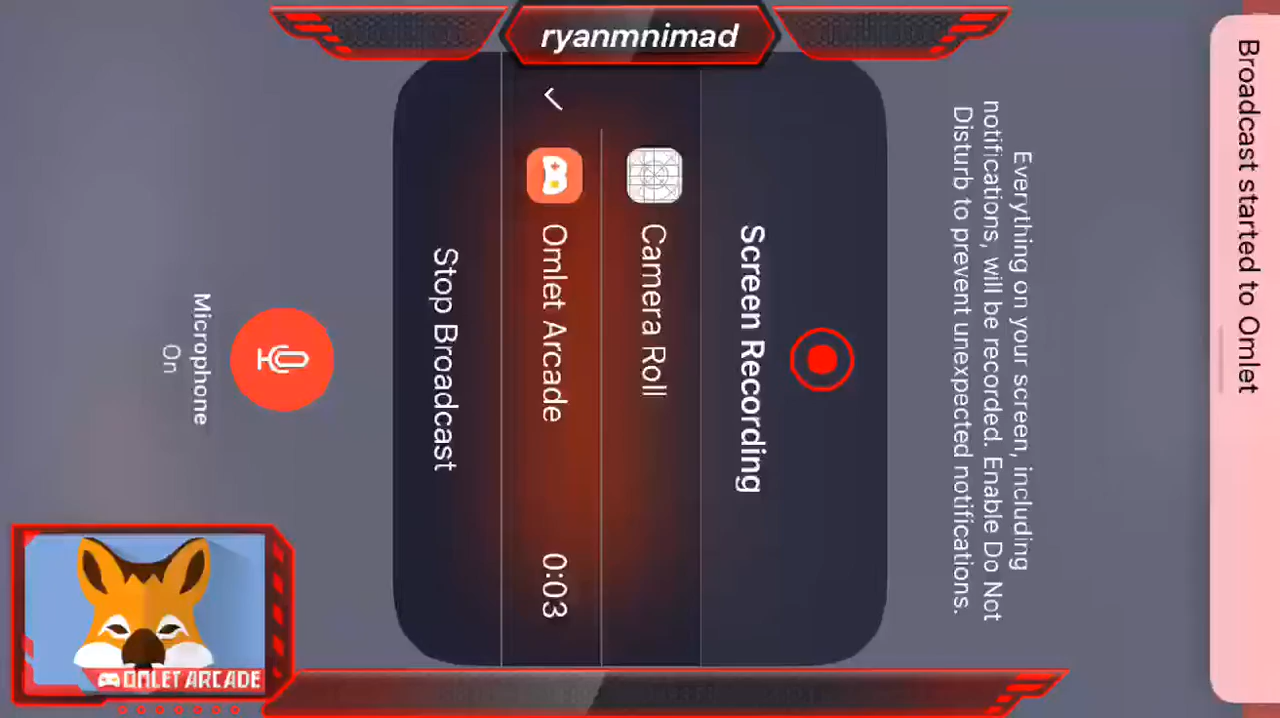 ryanmnimad
Broadcast started to Omlet
Everything on your screen, including
notifications, will be recorded. Enable Do Not
Disturb to prevent unexpected notifications.
Screen Recording
Camera Roll
Omlet Arcade 0:03
Stop Broadcast
Microphone
On
OMLET ARCADE